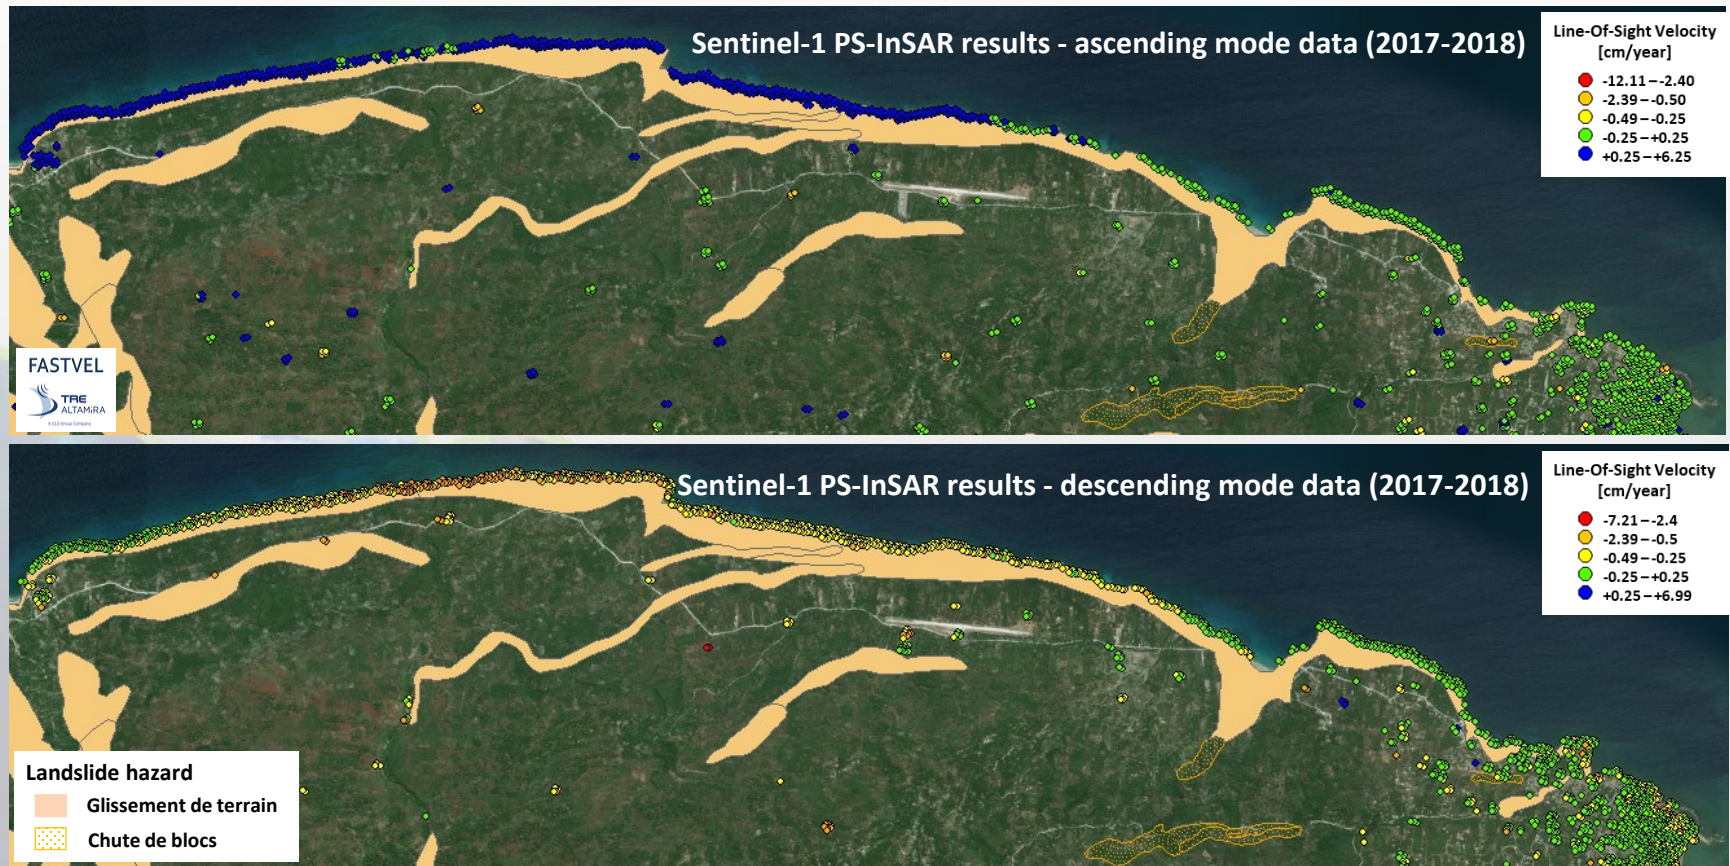 Sentinel-1 PS-InSAR results - ascending mode data (2017-2018)
Line-Of-Sight Velocity
[cm/year]
-12.11 – -2.40
-2.39 – -0.50
-0.49 – -0.25
-0.25 – +0.25
+0.25 – +6.25
FASTVEL
TRE
ALTAMIRA
A CLS Group Company
Sentinel-1 PS-InSAR results - descending mode data (2017-2018)
Line-Of-Sight Velocity
[cm/year]
-7.21 – -2.4
-2.39 – -0.5
-0.49 – -0.25
-0.25 – +0.25
+0.25 – +6.99
Landslide hazard
Glissement de terrain
Chute de blocs